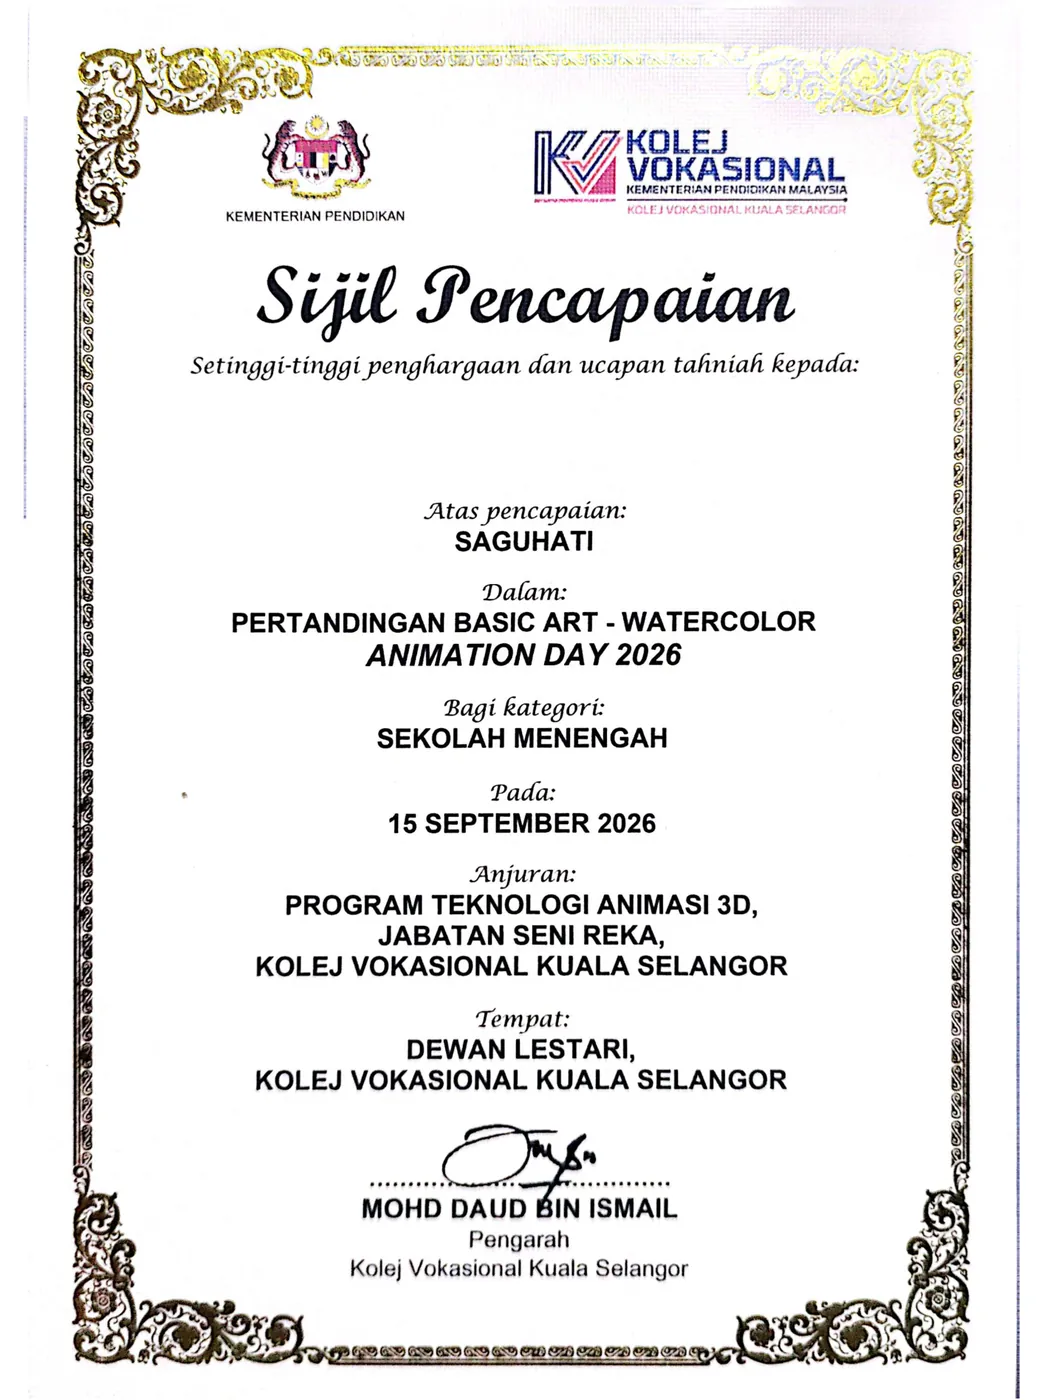 KEMENTERIAN PENDIDIKAN
KOLEJ
VOKASIONAL
KEMENTERIAN PENDIDIKAN MALAYSIA
KOLEJ VOKASIONAL KUALA SELANGOR
Sijil Pencapaian
Setinggi-tinggi penghargaan dan ucapan tahniah kepada:
Atas pencapaian:
SAGUHATI
Dalam:
PERTANDINGAN BASIC ART - WATERCOLOR
ANIMATION DAY 2026
Bagi kategori:
SEKOLAH MENENGAH
Pada:
15 SEPTEMBER 2026
Anjuran:
PROGRAM TEKNOLOGI ANIMASI 3D,
JABATAN SENI REKA,
KOLEJ VOKASIONAL KUALA SELANGOR
Tempat:
DEWAN LESTARI,
KOLEJ VOKASIONAL KUALA SELANGOR
MOHD DAUD BIN ISMAIL
Pengarah
Kolej Vokasional Kuala Selangor